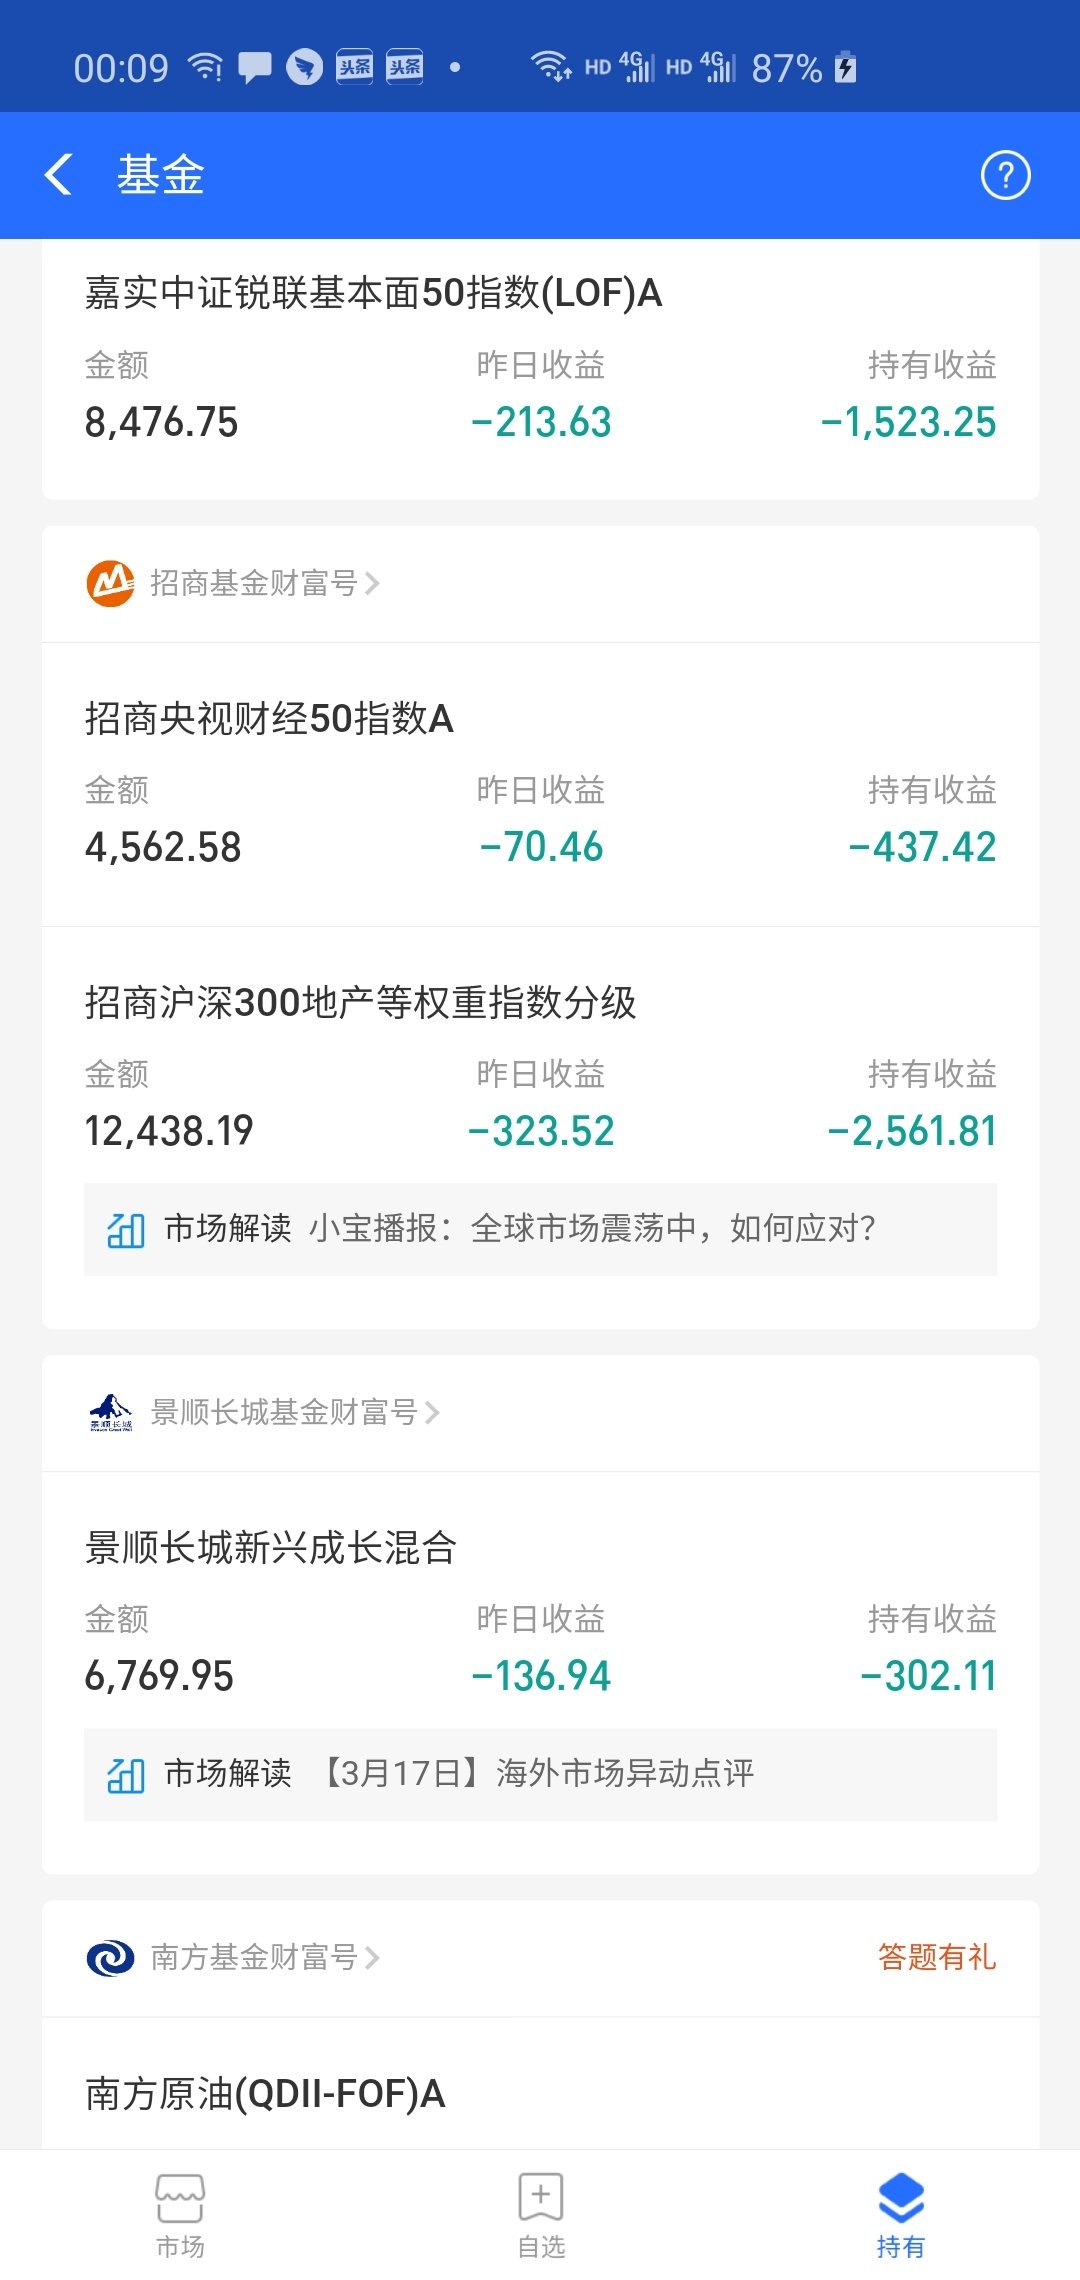 00:09 头条 头条 HD 4G HD 4G 87%
基金
嘉实中证锐联基本面50指数(LOF)A
金额 昨日收益 持有收益
8,476.75 -213.63 -1,523.25
招商基金财富号
招商央视财经50指数A
金额 昨日收益 持有收益
4,562.58 -70.46 -437.42
招商沪深300地产等权重指数分级
金额 昨日收益 持有收益
12,438.19 -323.52 -2,561.81
市场解读 小宝播报：全球市场震荡中，如何应对？
景顺长城
景顺长城基金财富号
景顺长城新兴成长混合
金额 昨日收益 持有收益
6,769.95 -136.94 -302.11
市场解读 【3月17日】海外市场异动点评
南方基金财富号 答题有礼
南方原油(QDII-FOF)A
市场 自选 持有